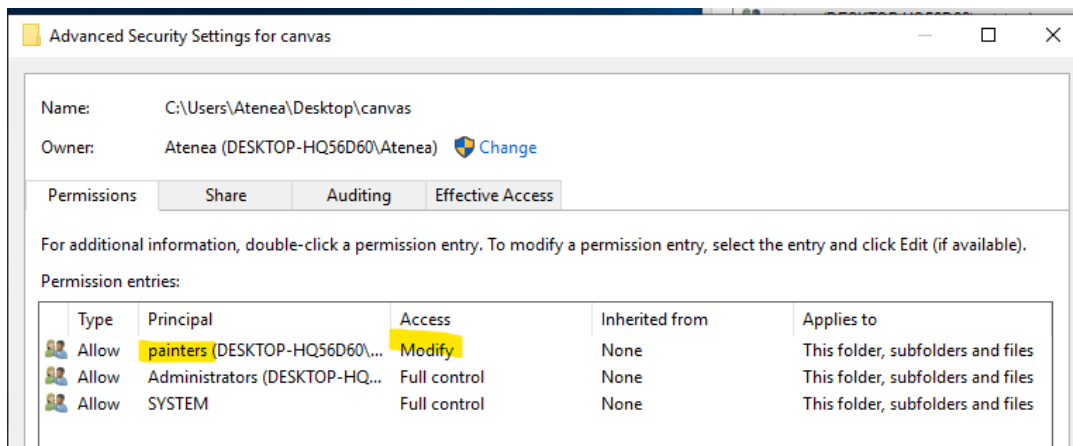 Advanced Security Settings for canvas
Name: C:\Users\Atenea\Desktop\canvas
Owner: Atenea (DESKTOP-HQ56D60\Atenea) Change
Permissions Share Auditing Effective Access
For additional information, double-click a permission entry. To modify a permission entry, select the entry and click Edit (if available).
Permission entries:
Type Principal Access Inherited from Applies to
Allow painters (DESKTOP-HQ56D60\... Modify None This folder, subfolders and files
Allow Administrators (DESKTOP-HQ... Full control None This folder, subfolders and files
Allow SYSTEM Full control None This folder, subfolders and files